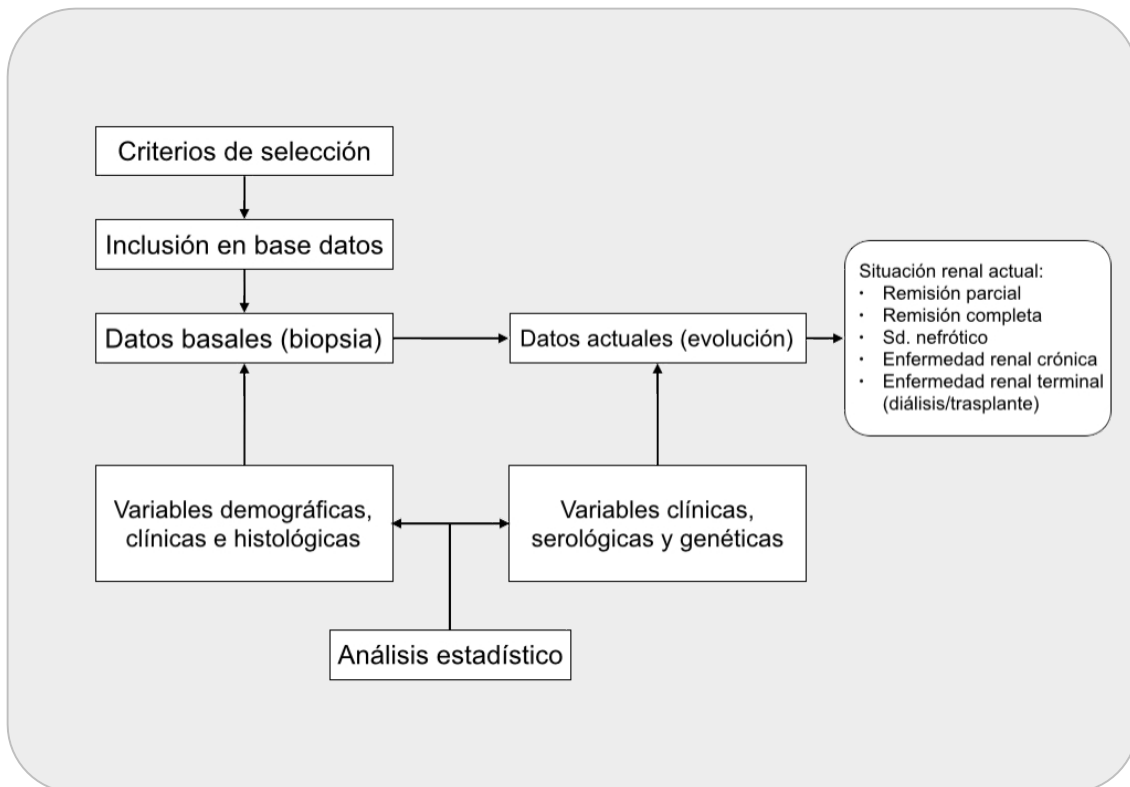 Criterios de selección
Inclusión en base datos
Datos basales (biopsia)
Datos actuales (evolución)
Situación renal actual:
• Remisión parcial
• Remisión completa
• Sd. nefrótico
• Enfermedad renal crónica
• Enfermedad renal terminal
(diálisis/trasplante)
Variables demográficas,
clínicas e histológicas
Variables clínicas,
serológicas y genéticas
Análisis estadístico